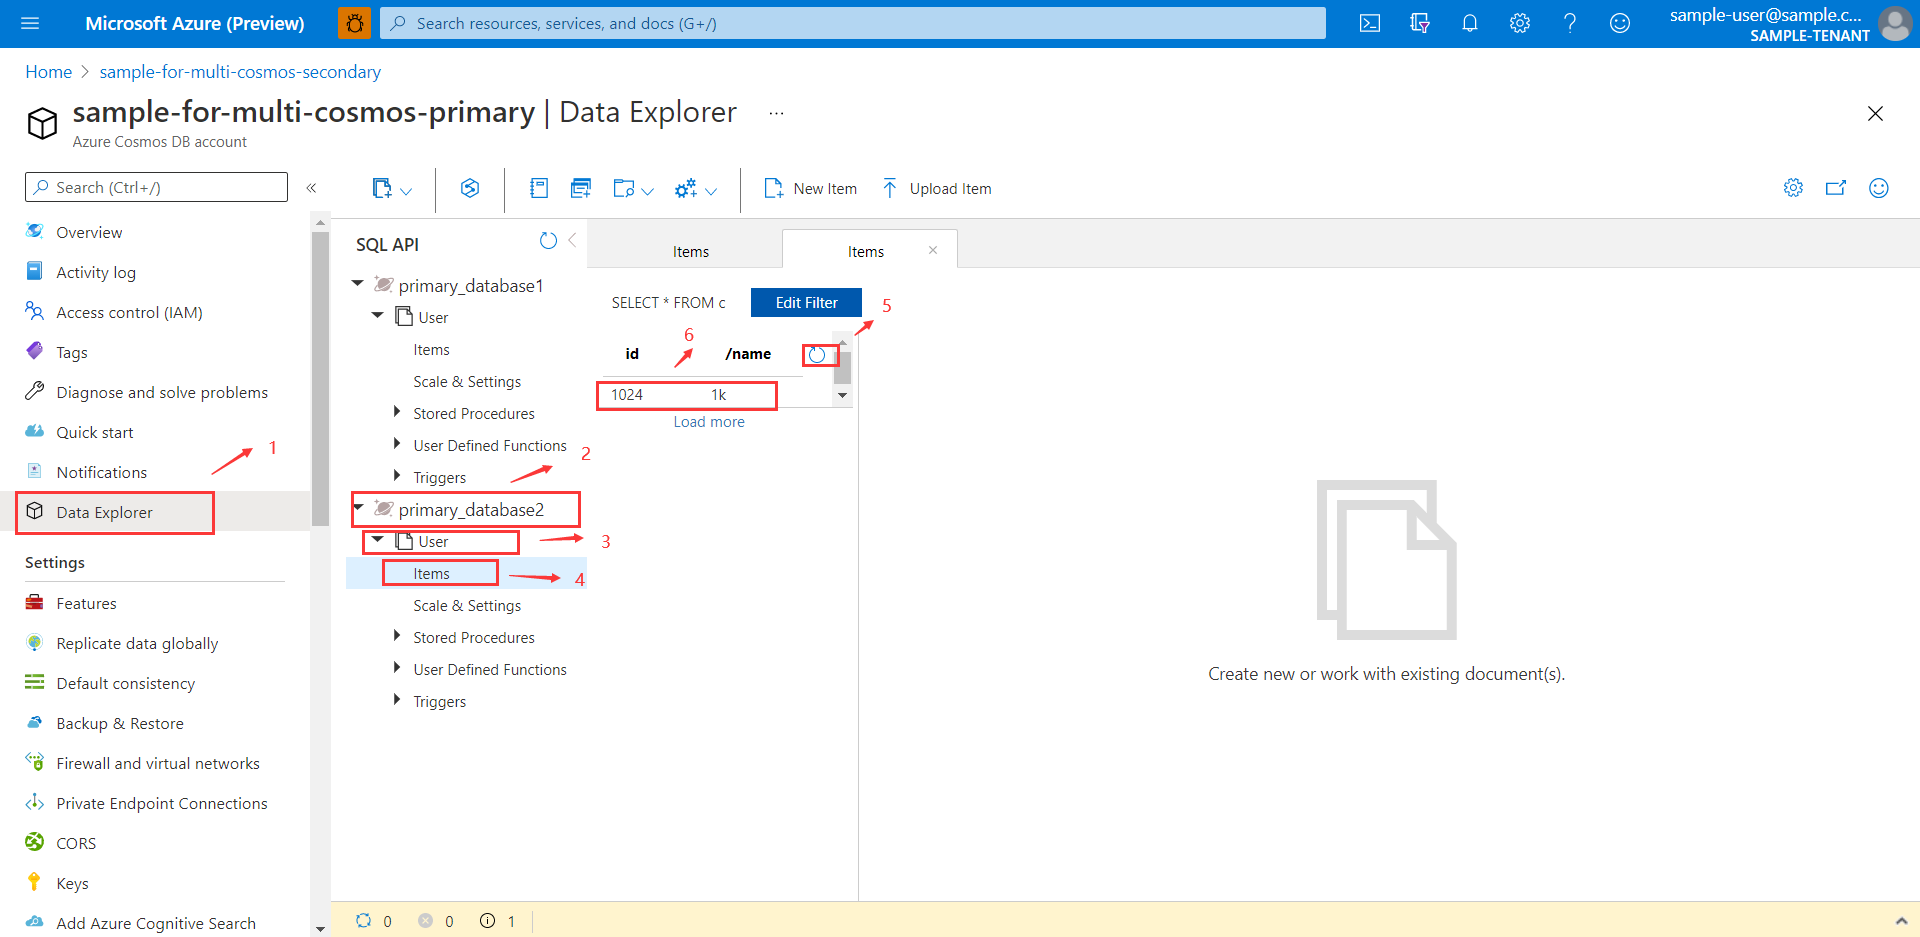 Microsoft Azure (Preview)
Search resources, services, and docs (G+/)
sample-user@sample.c...
SAMPLE-TENANT
Home > sample-for-multi-cosmos-secondary
sample-for-multi-cosmos-primary | Data Explorer ...
Azure Cosmos DB account
Search (Ctrl+/)
«
New Item
Upload Item
Overview
Activity log
Access control (IAM)
Tags
Diagnose and solve problems
Quick start
1
Notifications
Data Explorer
Settings
Features
Replicate data globally
Default consistency
Backup & Restore
Firewall and virtual networks
Private Endpoint Connections
CORS
Keys
Add Azure Cognitive Search
SQL API
primary_database1
User
Items
Scale & Settings
Stored Procedures
User Defined Functions
Triggers
2
primary_database2
User
3
Items
4
Scale & Settings
Stored Procedures
User Defined Functions
Triggers
Items
Items
SELECT * FROM c
Edit Filter
5
6
id
/name
1024
1k
Load more
Create new or work with existing document(s).
0
0
1